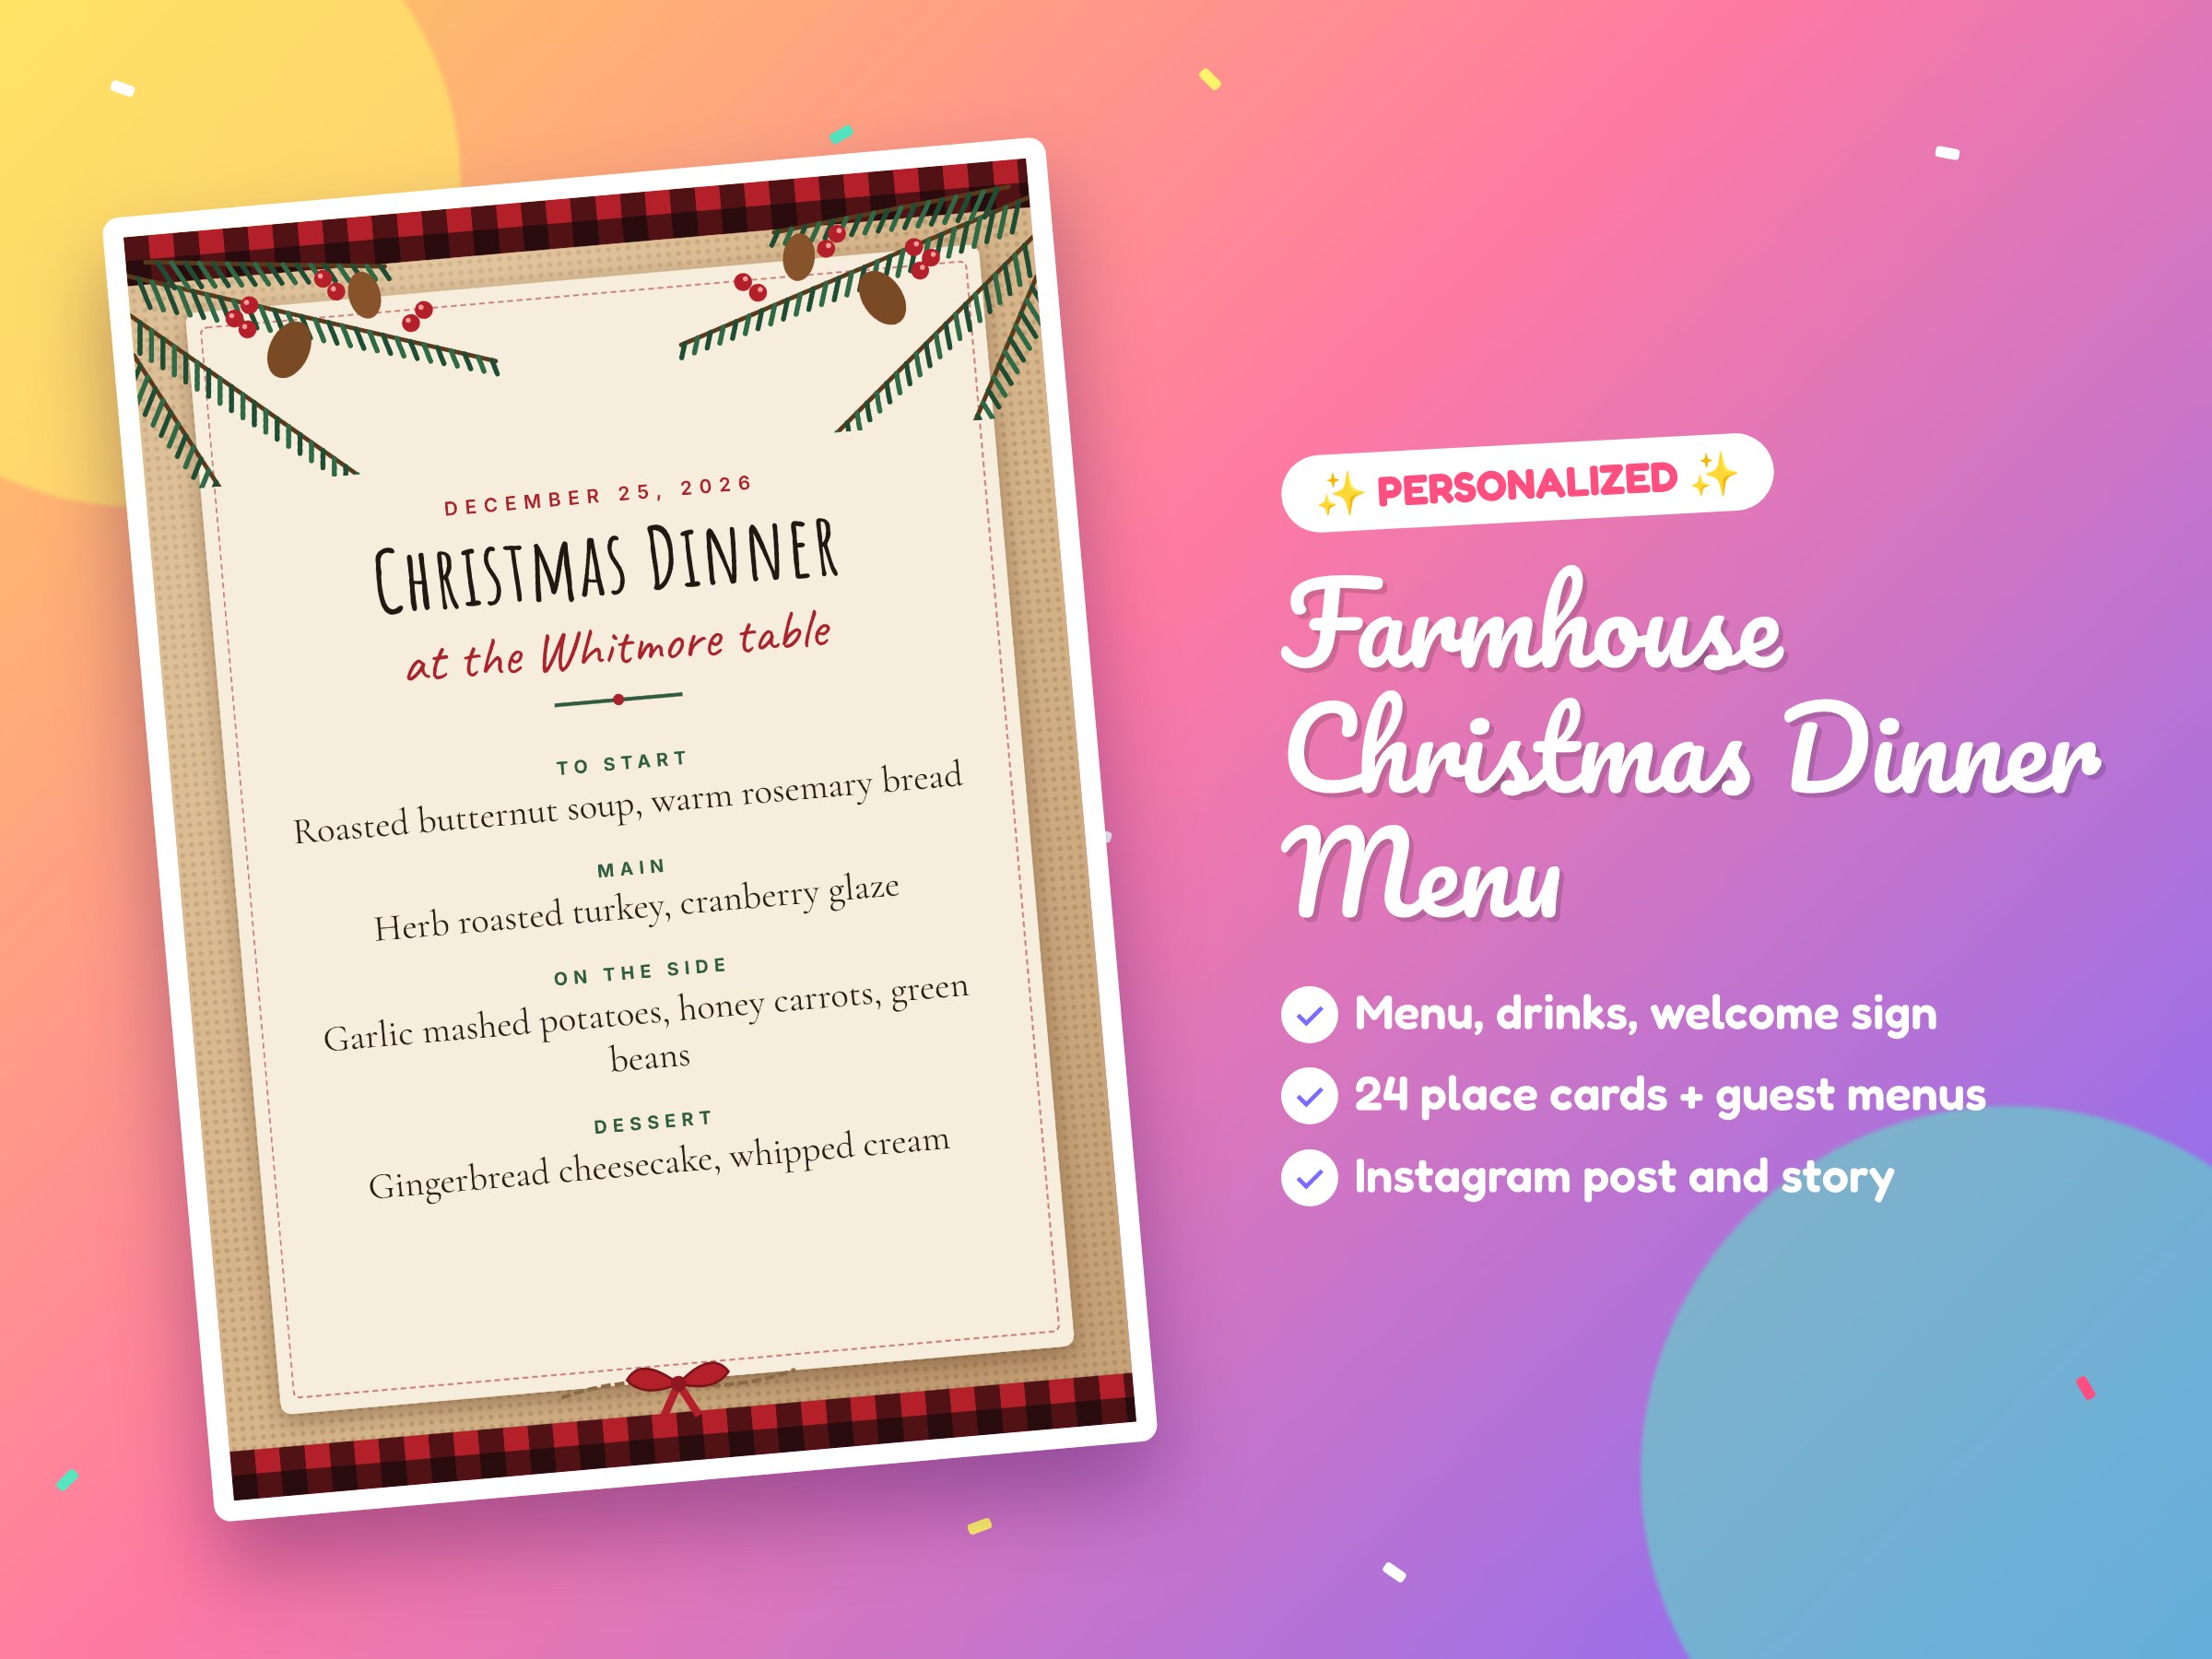 DECEMBER 25, 2026
Christmas Dinner
at the Whitmore table
TO START
Roasted butternut soup, warm rosemary bread
MAIN
Herb roasted turkey, cranberry glaze
ON THE SIDE
Garlic mashed potatoes, honey carrots, green
beans
DESSERT
Gingerbread cheesecake, whipped cream
✨ PERSONALIZED ✨
Farmhouse
Christmas Dinner
Menu
Menu, drinks, welcome sign
24 place cards + guest menus
Instagram post and story